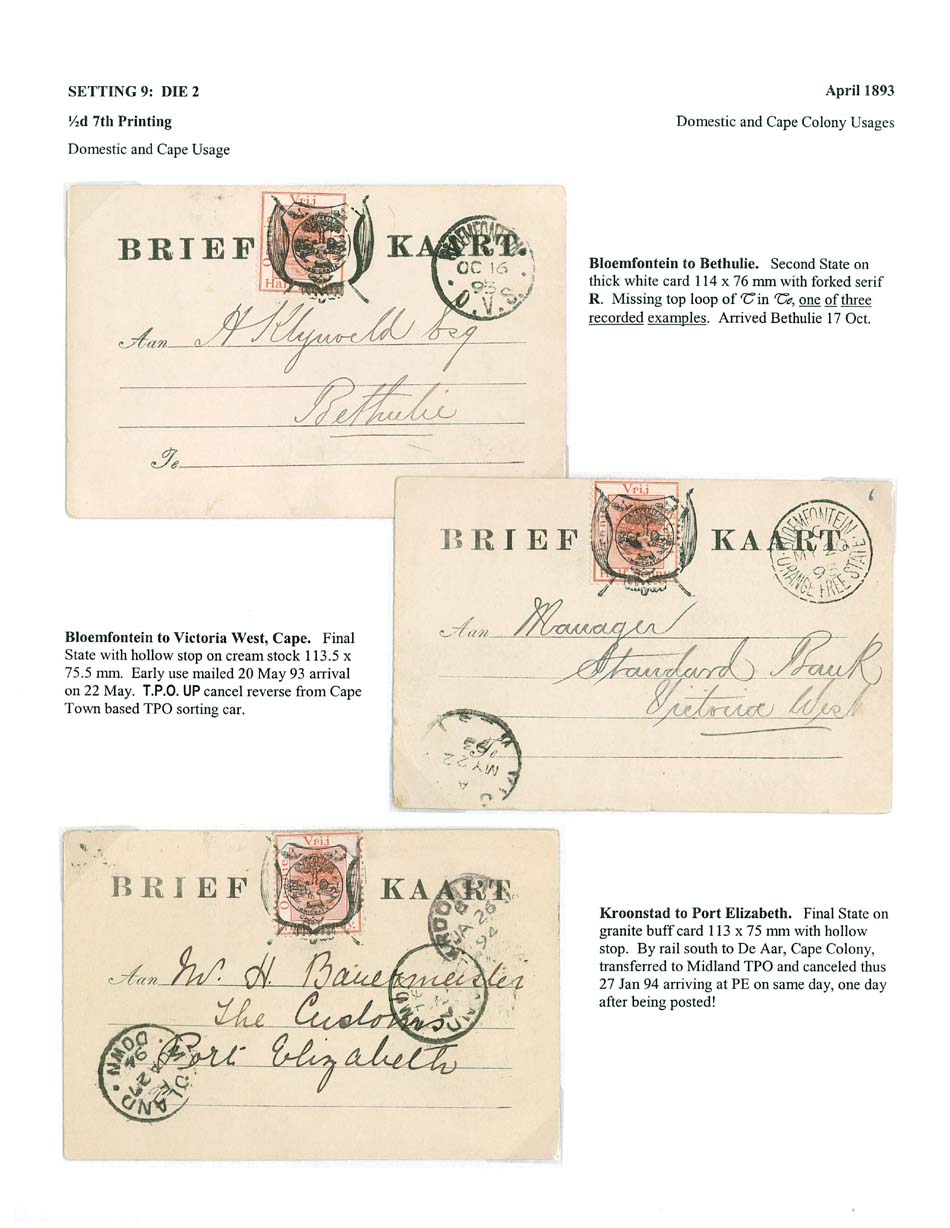 SETTING 9: DIE 2
April 1893
½d 7th Printing
Domestic and Cape Colony Usages
Domestic and Cape Usage
Vrij
BRIEF KAART.
BLOEMFONTEIN
OC 16
93
O.V.S.
Aan H Klynveld Esq
Bethulie
Te
Bloemfontein to Bethulie. Second State on
thick white card 114 x 76 mm with forked serif
R. Missing top loop of T in Te, one of three
recorded examples. Arrived Bethulie 17 Oct.
Vrij
BRIEF KAART
BLOEMFONTEIN
ORANGE FREE STATE
Aan Manager
Standard Bank
Victoria West
MY 22
Bloemfontein to Victoria West, Cape. Final
State with hollow stop on cream stock 113.5 x
75.5 mm. Early use mailed 20 May 93 arrival
on 22 May. T.P.O. UP cancel reverse from Cape
Town based TPO sorting car.
Vrij
BRIEF KAART
JA 26
94
Aan Mr. H. Bauermeister
The Customs
Port Elizabeth
MIDLAND
DOWN
JA 27
94
Kroonstad to Port Elizabeth. Final State on
granite buff card 113 x 75 mm with hollow
stop. By rail south to De Aar, Cape Colony,
transferred to Midland TPO and canceled thus
27 Jan 94 arriving at PE on same day, one day
after being posted!